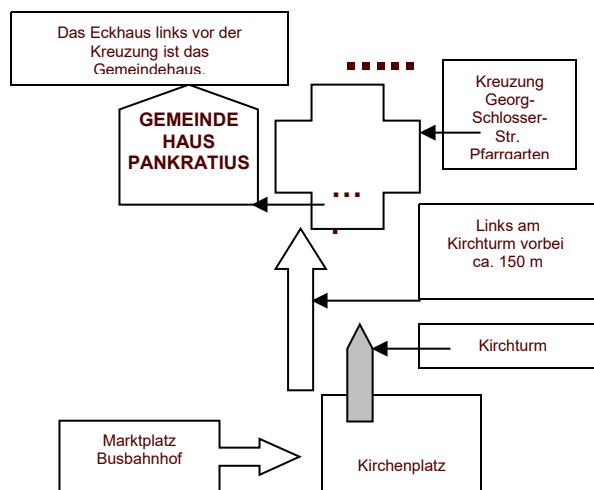 Das Eckhaus links vor der
Kreuzung ist das
Gemeindehaus.
GEMEINDE
HAUS
PANKRATIUS
Kreuzung
Georg-
Schlosser-
Str.
Pfarrgarten
Links am
Kirchturm vorbei
ca. 150 m
Kirchturm
Marktplatz
Busbahnhof
Kirchenplatz